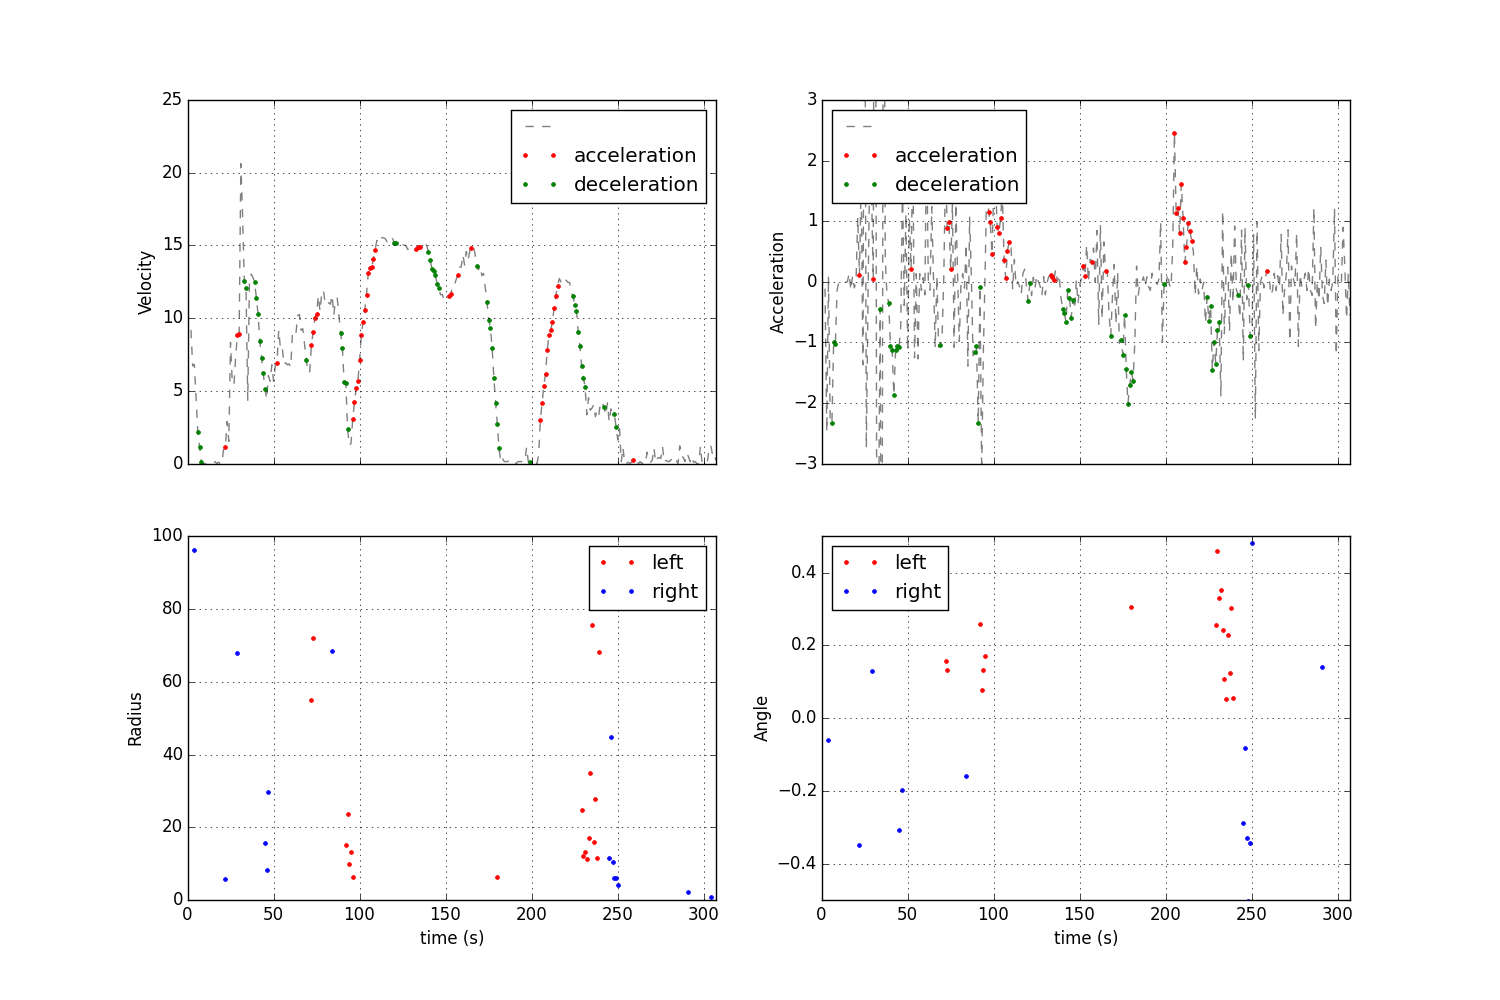 25
20
15
10
5
0
Velocity
acceleration
deceleration
3
2
1
0
−1
−2
−3
Acceleration
acceleration
deceleration
100
80
60
40
20
0
Radius
left
right
0 50 100 150 200 250 300
time (s)
0.4
0.2
0.0
−0.2
−0.4
Angle
left
right
0 50 100 150 200 250 300
time (s)